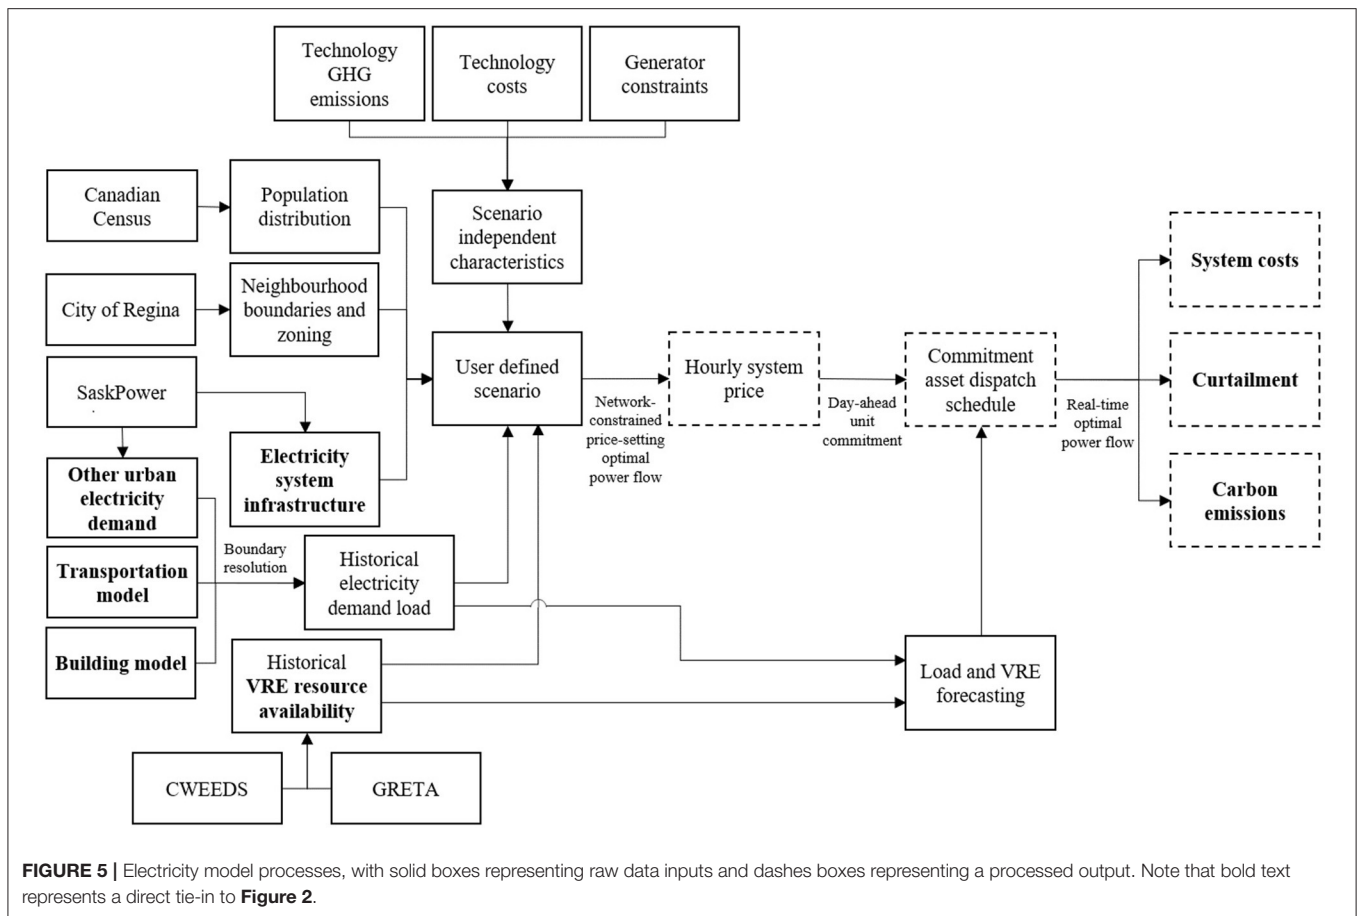 Technology
GHG
emissions
Technology
costs
Generator
constraints
Canadian
Census
Population
distribution
Scenario
independent
characteristics
City of Regina
Neighbourhood
boundaries and
zoning
SaskPower
User defined
scenario
Network-
constrained
price-setting
optimal
power flow
Hourly system
price
Day-ahead
unit
commitment
Commitment
asset dispatch
schedule
Real-time
optimal
power flow
System costs
Curtailment
Carbon
emissions
Other urban
electricity
demand
Electricity
system
infrastructure
Transportation
model
Boundary
resolution
Historical
electricity
demand load
Building model
Historical
VRE resource
availability
Load and VRE
forecasting
CWEEDS
GRETA
FIGURE 5 | Electricity model processes, with solid boxes representing raw data inputs and dashes boxes representing a processed output. Note that bold text
represents a direct tie-in to Figure 2.